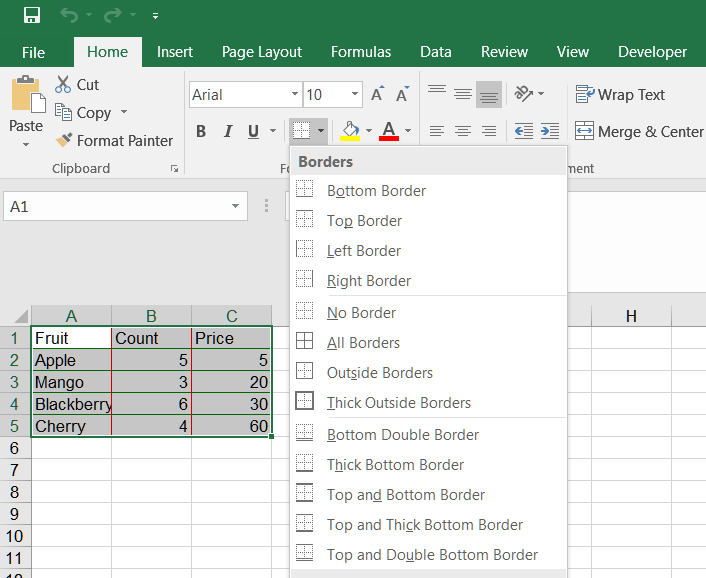 File Home Insert Page Layout Formulas Data Review View Developer
Paste
Cut
Copy
Format Painter
Clipboard
Arial 10
B I U A
Wrap Text
Merge & Center
ment
A1
Borders
Bottom Border
Top Border
Left Border
Right Border
No Border
All Borders
Outside Borders
Thick Outside Borders
Bottom Double Border
Thick Bottom Border
Top and Bottom Border
Top and Thick Bottom Border
Top and Double Bottom Border
A B C H
1 Fruit Count Price
2 Apple 5 5
3 Mango 3 20
4 Blackberry 6 30
5 Cherry 4 60
6
7
8
9
10
11